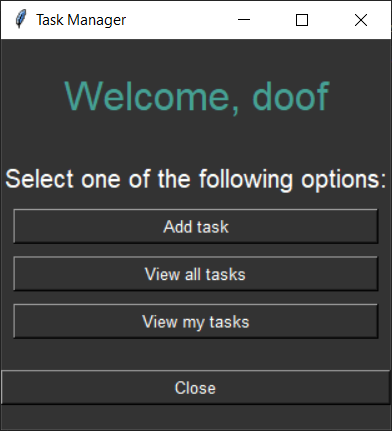 Task Manager
Welcome, doof
Select one of the following options:
Add task
View all tasks
View my tasks
Close